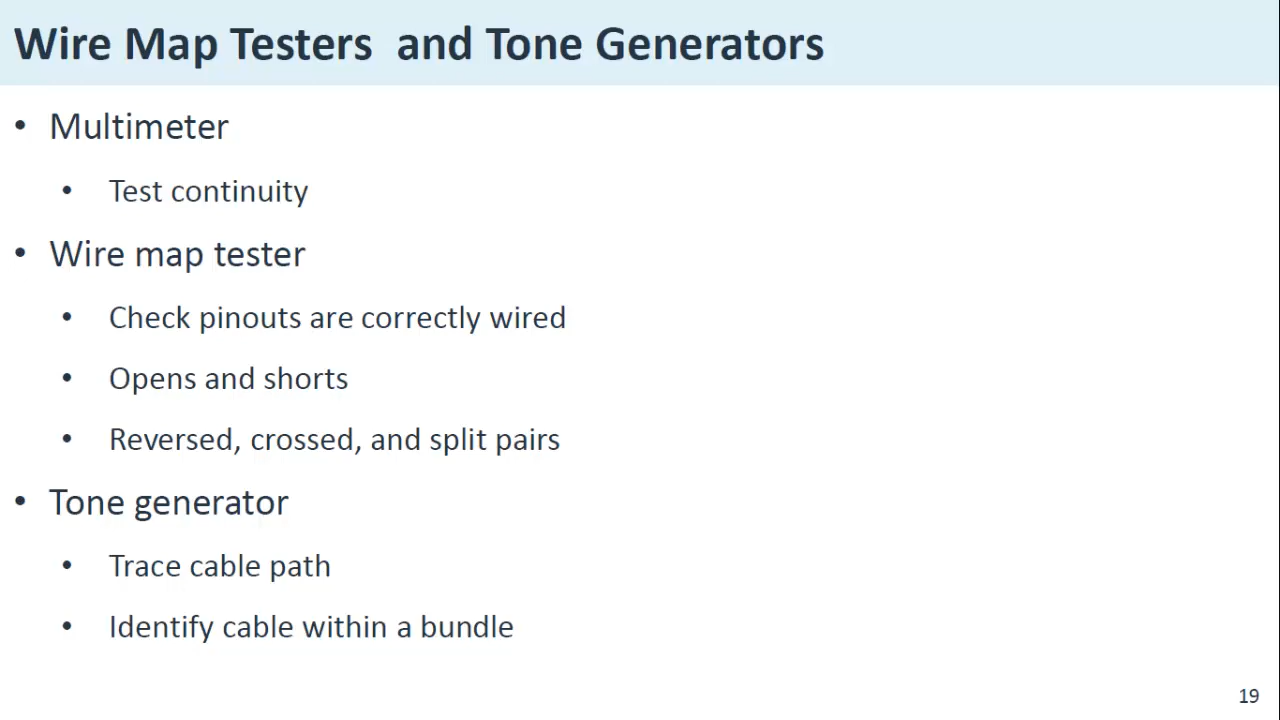 Wire Map Testers  and Tone Generators
• Multimeter
• Test continuity
• Wire map tester
• Check pinouts are correctly wired
• Opens and shorts
• Reversed, crossed, and split pairs
• Tone generator
• Trace cable path
• Identify cable within a bundle
19